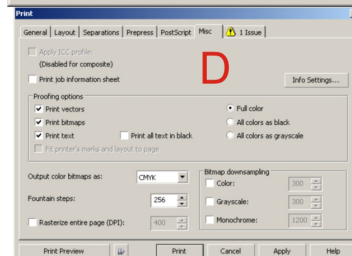 Print
General Layout Separations Prepress PostScript Misc 1 Issue
Apply ICC profile:
(Disabled for composite)
Print job information sheet
D
Info Settings...
Proofing options
Print vectors
Full color
Print bitmaps
All colors as black
Print text Print all text in black All colors as grayscale
Fit printer's marks and layout to page
Output color bitmaps as: CMYK
Bitmap downsampling
Color: 300
Fountain steps: 256
Grayscale: 300
Rasterize entire page (DPI): 400
Monochrome: 1200
Print Preview Print Cancel Apply Help